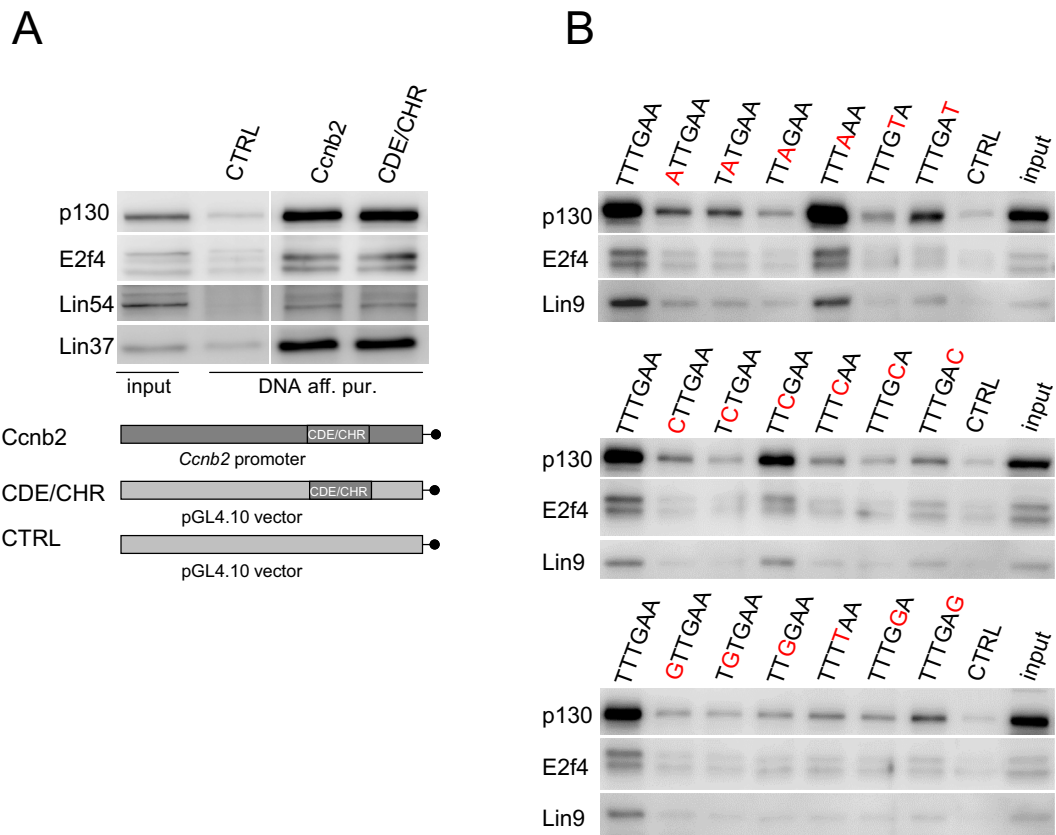 A
CTRL Ccnb2 CDE/CHR
p130
E2f4
Lin54
Lin37
input DNA aff. pur.
Ccnb2 CDE/CHR
Ccnb2 promoter
CDE/CHR CDE/CHR
pGL4.10 vector
CTRL
pGL4.10 vector
B
TTTGAA ATTGAA TATGAA TTAGAA TTTAAA TTTGTA TTTGAT CTRL input
p130
E2f4
Lin9
TTTGAA CTTGAA TCTGAA TTCGAA TTTCAA TTTGCA TTTGAC CTRL input
p130
E2f4
Lin9
TTTGAA GTTGAA TGTGAA TTGGAA TTTTAA TTTGGA TTTGAG CTRL input
p130
E2f4
Lin9